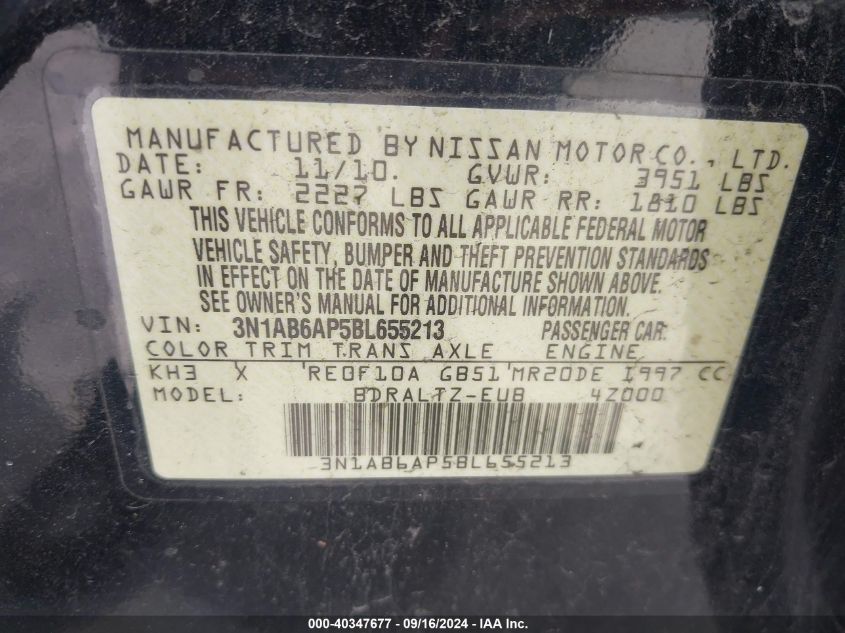 MANUFACTURED BY NISSAN MOTOR CO., LTD.
DATE: 11/10. GVWR: 3951 LBS
GAWR FR: 2227 LBS GAWR RR: 1810 LBS
THIS VEHICLE CONFORMS TO ALL APPLICABLE FEDERAL MOTOR
VEHICLE SAFETY, BUMPER AND THEFT PREVENTION STANDARDS
IN EFFECT ON THE DATE OF MANUFACTURE SHOWN ABOVE.
SEE OWNER'S MANUAL FOR ADDITIONAL INFORMATION.
VIN: 3N1AB6AP5BL655213 PASSENGER CAR
COLOR TRIM TRANS AXLE ENGINE
KH3 X RE0F10A GB51 MR20DE 1997 CC
MODEL: BDRALTZ-EUB 4Z000
3N1AB6AP5BL655213
000-40347677 - 09/16/2024 - IAA Inc.